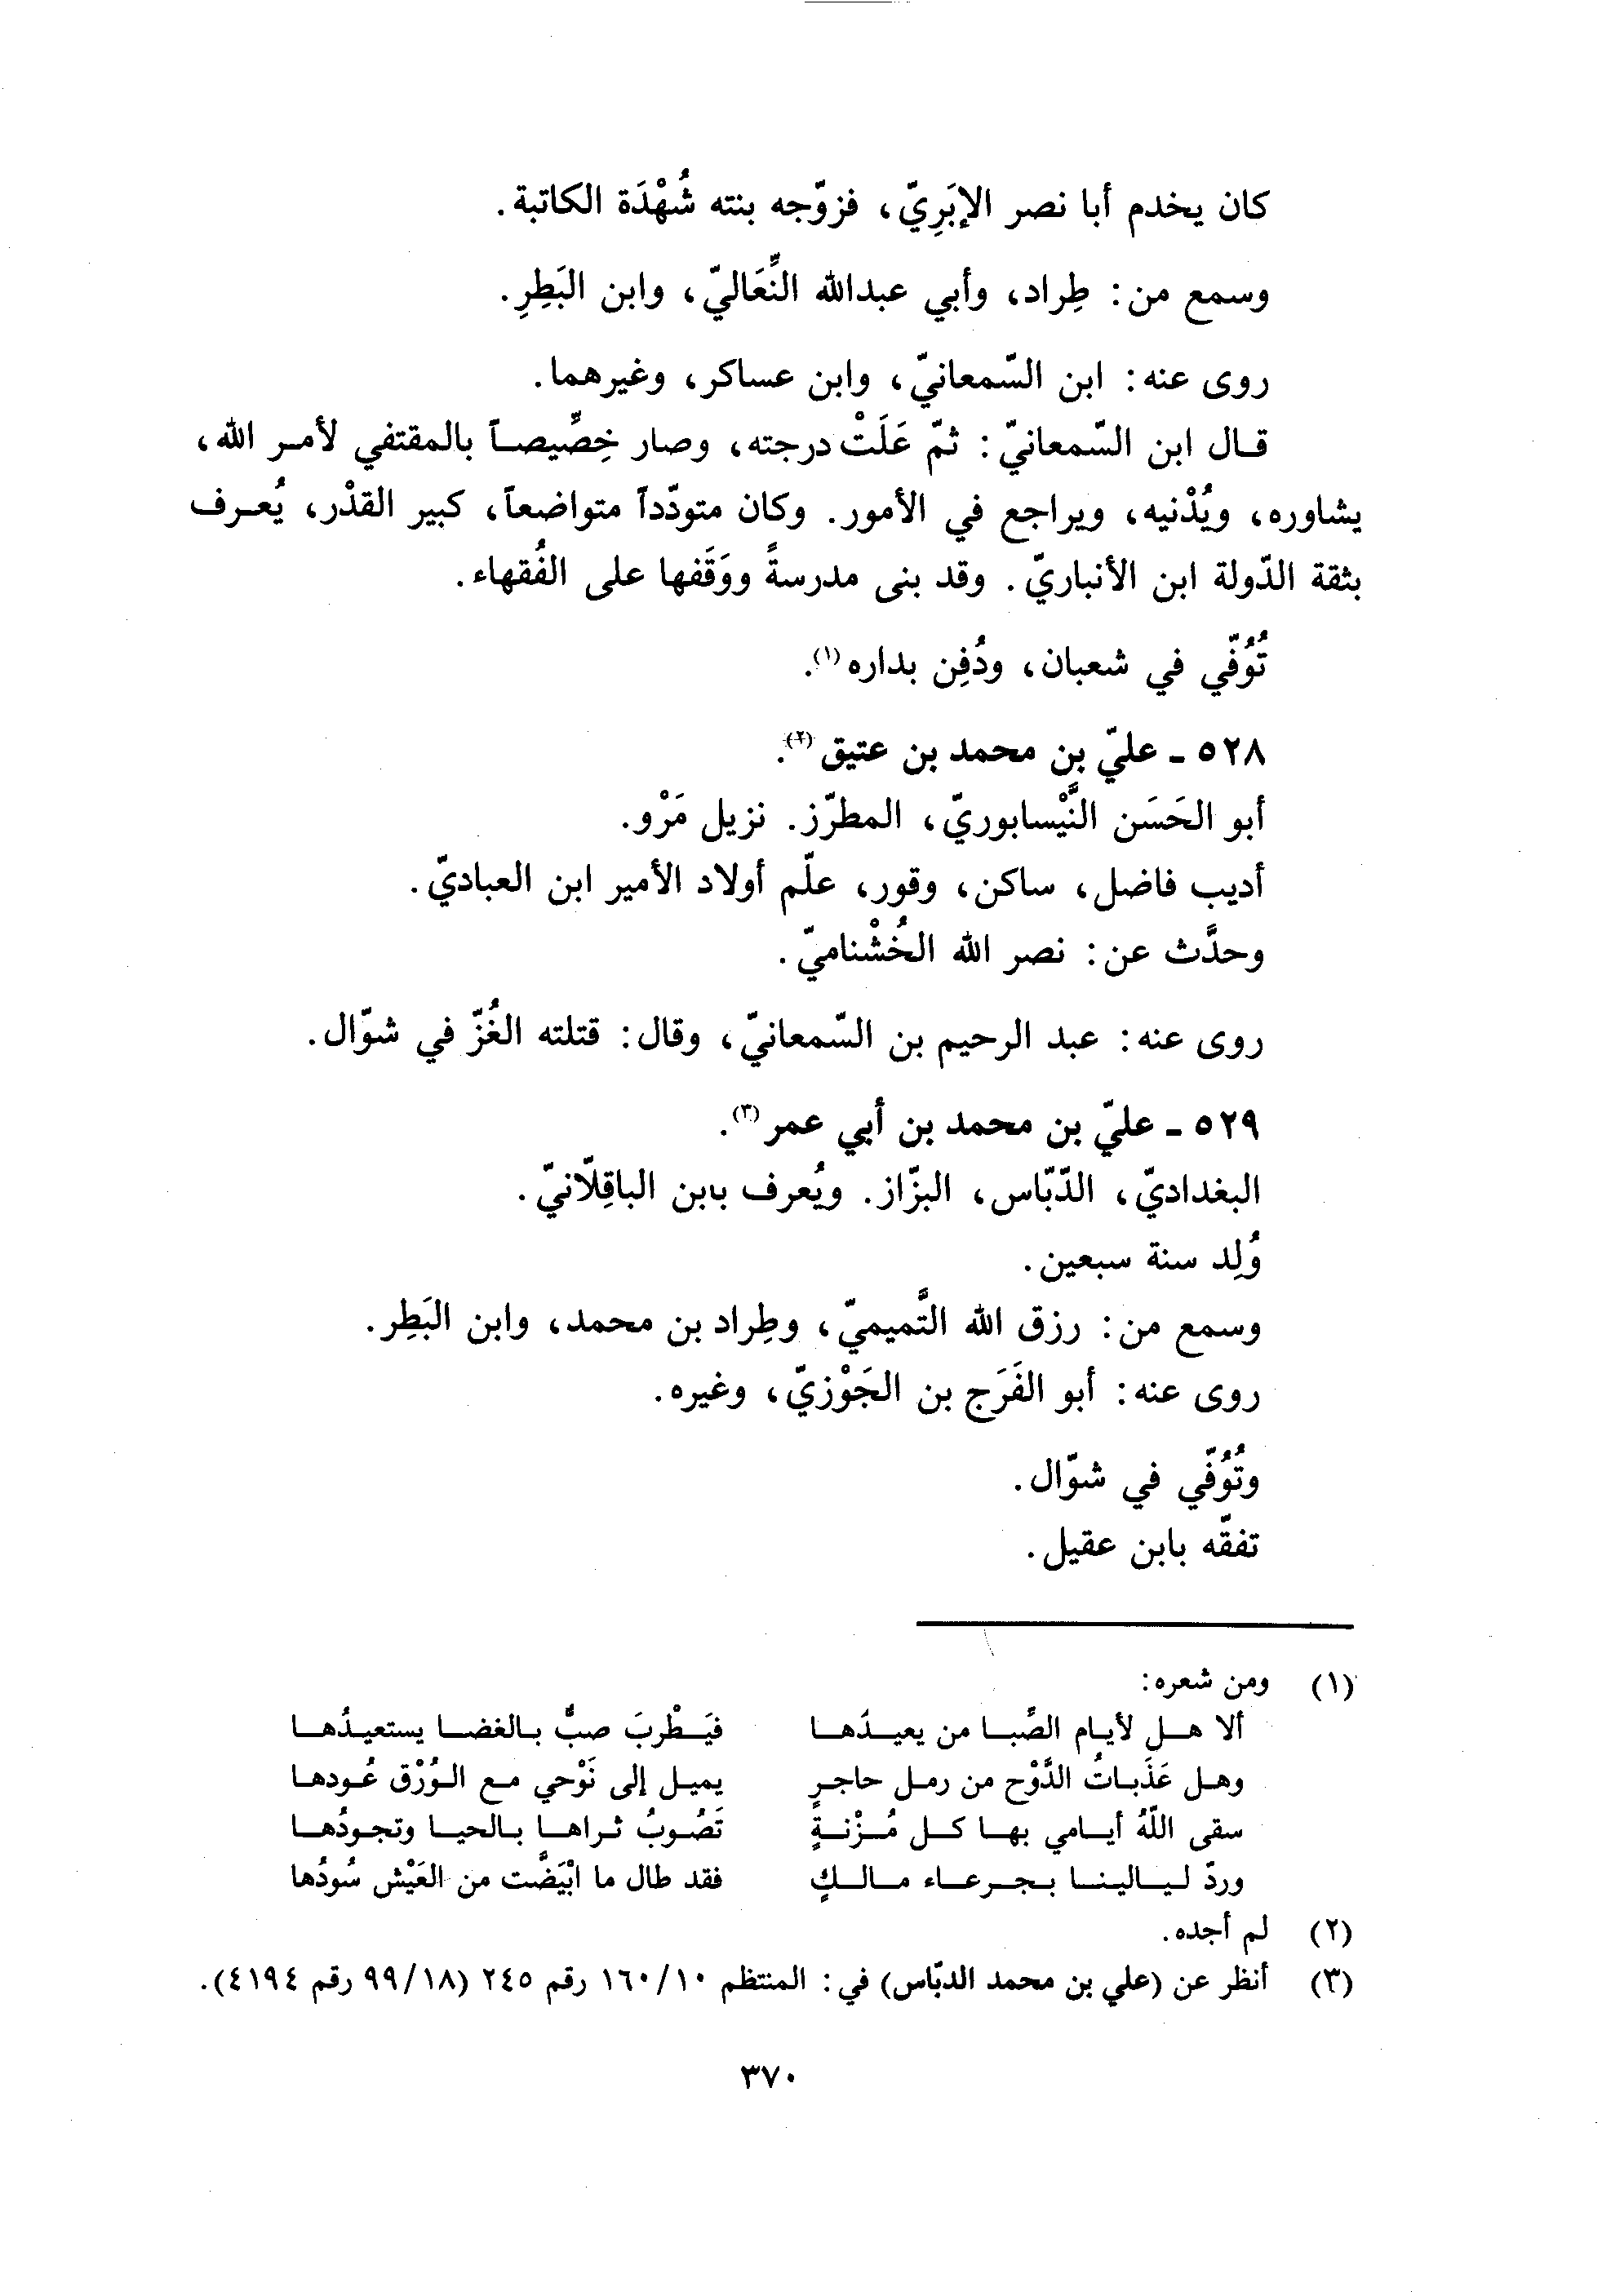 كان يخدم أبا نصر الإبَرِيّ، فزوّجه بنته شُهْدَة الكاتبة.
وسمع من: طِراد، وأبي عبدالله النِّعَاليّ، وابن البَطِرِ.
روى عنه: ابن السّمعانيّ، وابن عساكر، وغيرهما.
قال ابن السّمعانيّ: ثمّ عَلَتْ درجته، وصار خِصِّيصاً بالمقتفي لأمر الله،
يشاوره، ويُدْنيه، ويراجع في الأمور. وكان متودّداً متواضعاً، كبير القدْر، يُعرف
بثقة الدّولة ابن الأنباريّ. وقد بنى مدرسةً ووَقَفها على الفُقهاء.
تُوُفّي في شعبان، ودُفِن بداره(١).
٥٢٨ ـ عليّ بن محمد بن عتيق(٢).
أبو الحَسَن النَّيْسابوريّ، المطرّز. نزيل مَرْو.
أديب فاضل، ساكن، وقور، علّم أولاد الأمير ابن العباديّ.
وحدَّث عن: نصر الله الخُشْناميّ.
روى عنه: عبد الرحيم بن السّمعانيّ، وقال: قتلته الغُزّ في شوّال.
٥٢٩ ـ عليّ بن محمد بن أبي عمر(٣).
البغداديّ، الدّبّاس، البزّاز. ويُعرف بابن الباقِلّانيّ.
وُلِد سنة سبعين.
وسمع من: رزق الله التَّميميّ، وطِراد بن محمد، وابن البَطِر.
روى عنه: أبو الفَرَج بن الجَوْزيّ، وغيره.
وتُوُفّي في شوّال.
تفقّه بابن عقيل.
(١) ومن شعره:
ألا هل لأيام الصِّبا من يعيدُها فيَطْربَ صبٌّ بالغضا يستعيدُها
وهل عَذَباتُ الدَّوْح من رمل حاجرٍ يميل إلى نَوْحي مع الوُرْق عُودها
سقى اللّهُ أيامي بها كل مُزْنةٍ تَصُوبُ ثراها بالحيا وتجودُها
وردّ ليالينا بجرعاء مالكٍ فقد طال ما ابْيَضّت من العَيْش سُودُها
(٢) لم أجده.
(٣) أنظر عن (علي بن محمد الدبّاس) في: المنتظم ١٦٠/١٠ رقم ٢٤٥ (٩٩/١٨ رقم ٤١٩٤).
٣٧٠